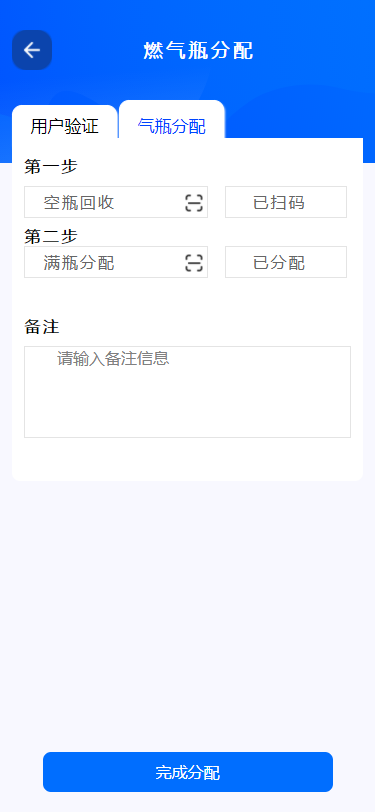 燃气瓶分配
用户验证 气瓶分配
第一步
空瓶回收 已扫码
第二步
满瓶分配 已分配
备注
请输入备注信息
完成分配